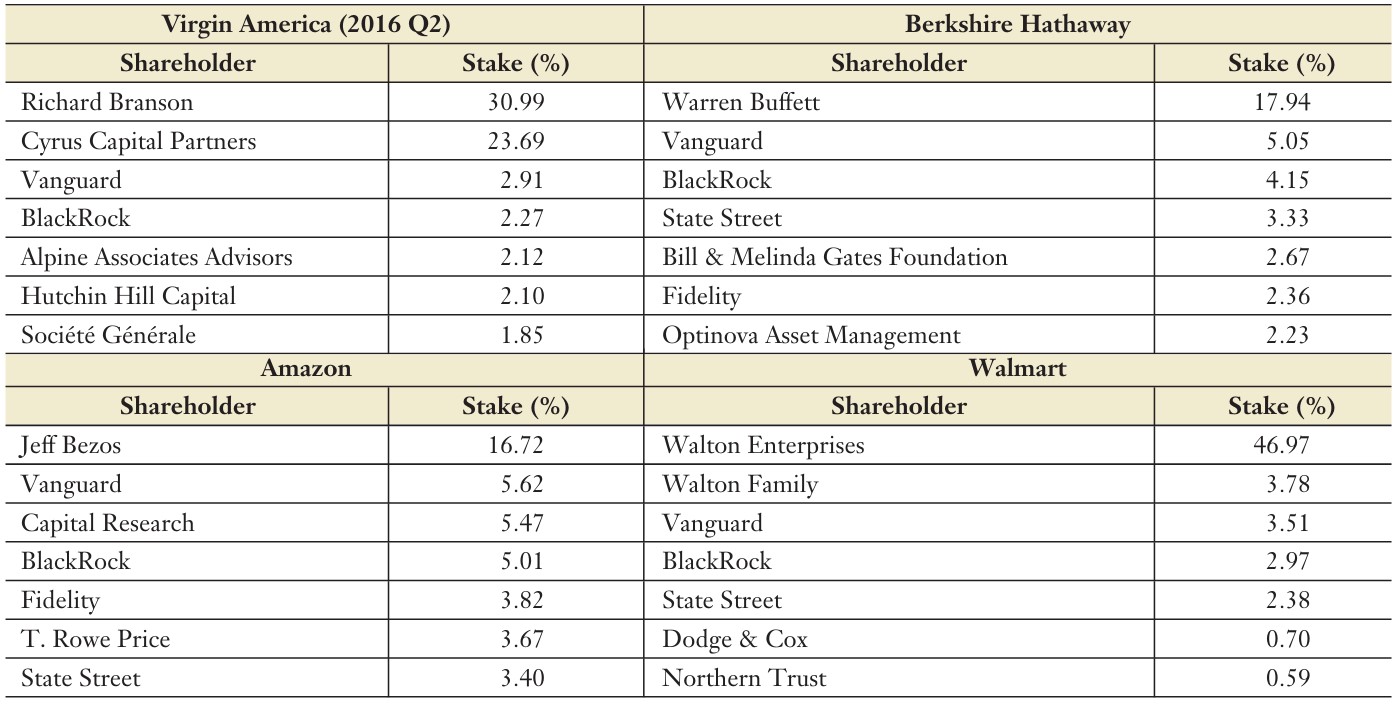 Virgin America (2016 Q2) Berkshire Hathaway
Shareholder Stake (%) Shareholder Stake (%)
Richard Branson 30.99 Warren Buffett 17.94
Cyrus Capital Partners 23.69 Vanguard 5.05
Vanguard 2.91 BlackRock 4.15
BlackRock 2.27 State Street 3.33
Alpine Associates Advisors 2.12 Bill & Melinda Gates Foundation 2.67
Hutchin Hill Capital 2.10 Fidelity 2.36
Société Générale 1.85 Optinova Asset Management 2.23
Amazon Walmart
Shareholder Stake (%) Shareholder Stake (%)
Jeff Bezos 16.72 Walton Enterprises 46.97
Vanguard 5.62 Walton Family 3.78
Capital Research 5.47 Vanguard 3.51
BlackRock 5.01 BlackRock 2.97
Fidelity 3.82 State Street 2.38
T. Rowe Price 3.67 Dodge & Cox 0.70
State Street 3.40 Northern Trust 0.59